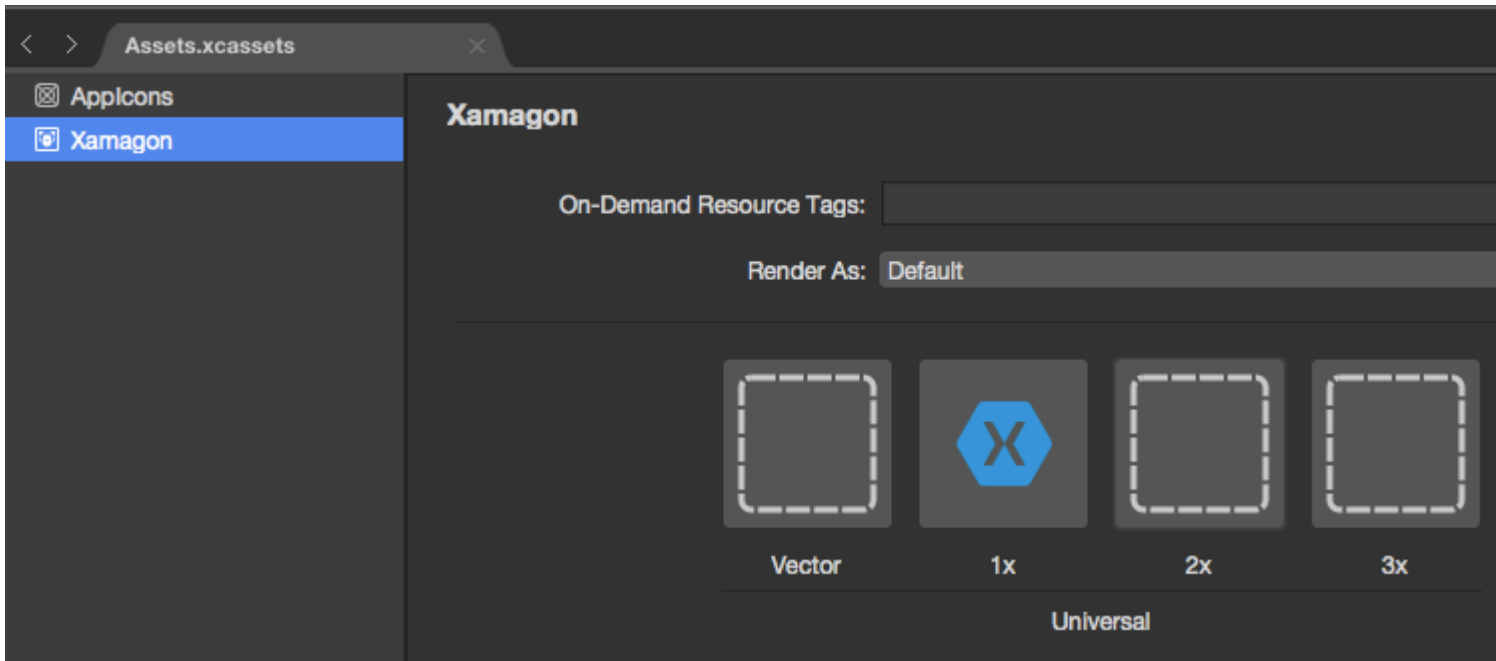 Assets.xcassets
AppIcons
Xamagon
Xamagon
On-Demand Resource Tags:
Render As: Default
X
Vector 1x 2x 3x
Universal